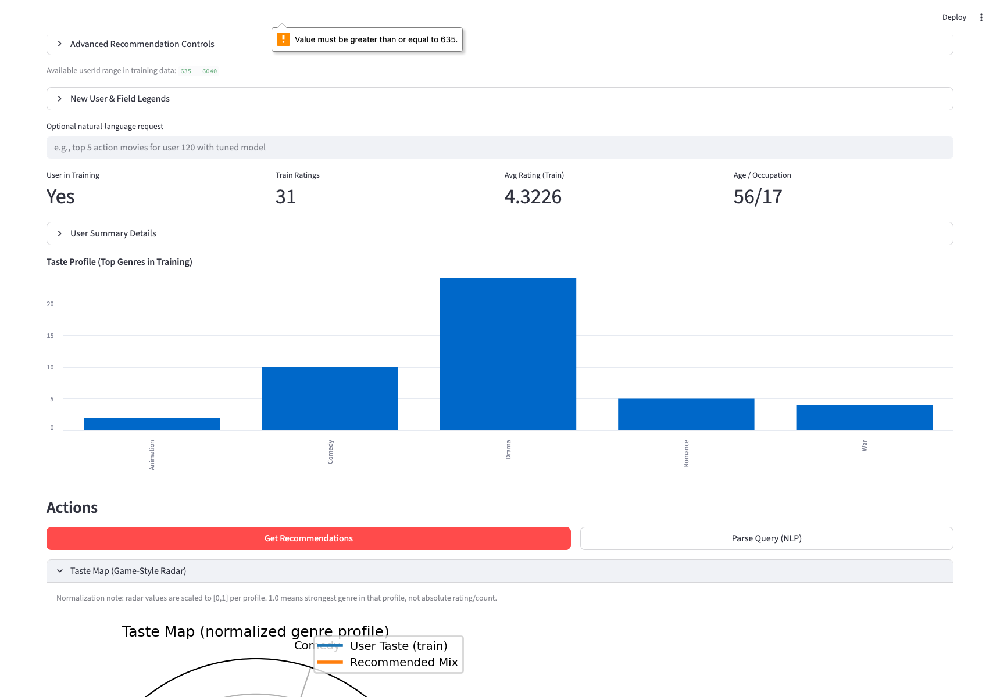 Deploy
Value must be greater than or equal to 635.
Advanced Recommendation Controls
Available userId range in training data: 635 - 6040
New User & Field Legends
Optional natural-language request
e.g., top 5 action movies for user 120 with tuned model
User in Training
Train Ratings
Avg Rating (Train)
Age / Occupation
Yes
31
4.3226
56/17
User Summary Details
Taste Profile (Top Genres in Training)
20
15
10
5
0
Animation
Comedy
Drama
Romance
War
Actions
Get Recommendations
Parse Query (NLP)
Taste Map (Game-Style Radar)
Normalization note: radar values are scaled to [0,1] per profile. 1.0 means strongest genre in that profile, not absolute rating/count.
Taste Map (normalized genre profile)
Comedy
User Taste (train)
Recommended Mix